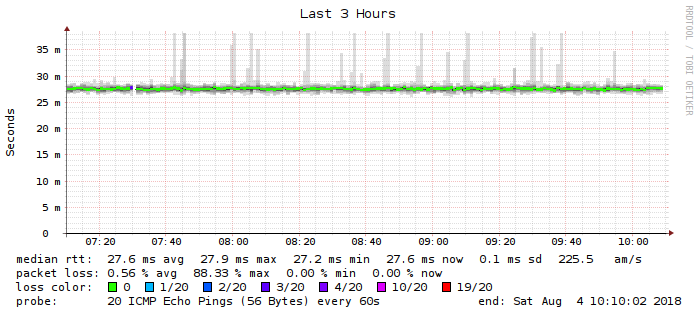 Last 3 Hours
RRDTOOL / TOBI OETIKER
Seconds
35 m
30 m
25 m
20 m
15 m
10 m
5 m
0
07:20 07:40 08:00 08:20 08:40 09:00 09:20 09:40 10:00
median rtt: 27.6 ms avg 27.9 ms max 27.2 ms min 27.6 ms now 0.1 ms sd 225.5 am/s
packet loss: 0.56 % avg 88.33 % max 0.00 % min 0.00 % now
loss color: 0 1/20 2/20 3/20 4/20 10/20 19/20
probe: 20 ICMP Echo Pings (56 Bytes) every 60s end: Sat Aug 4 10:10:02 2018